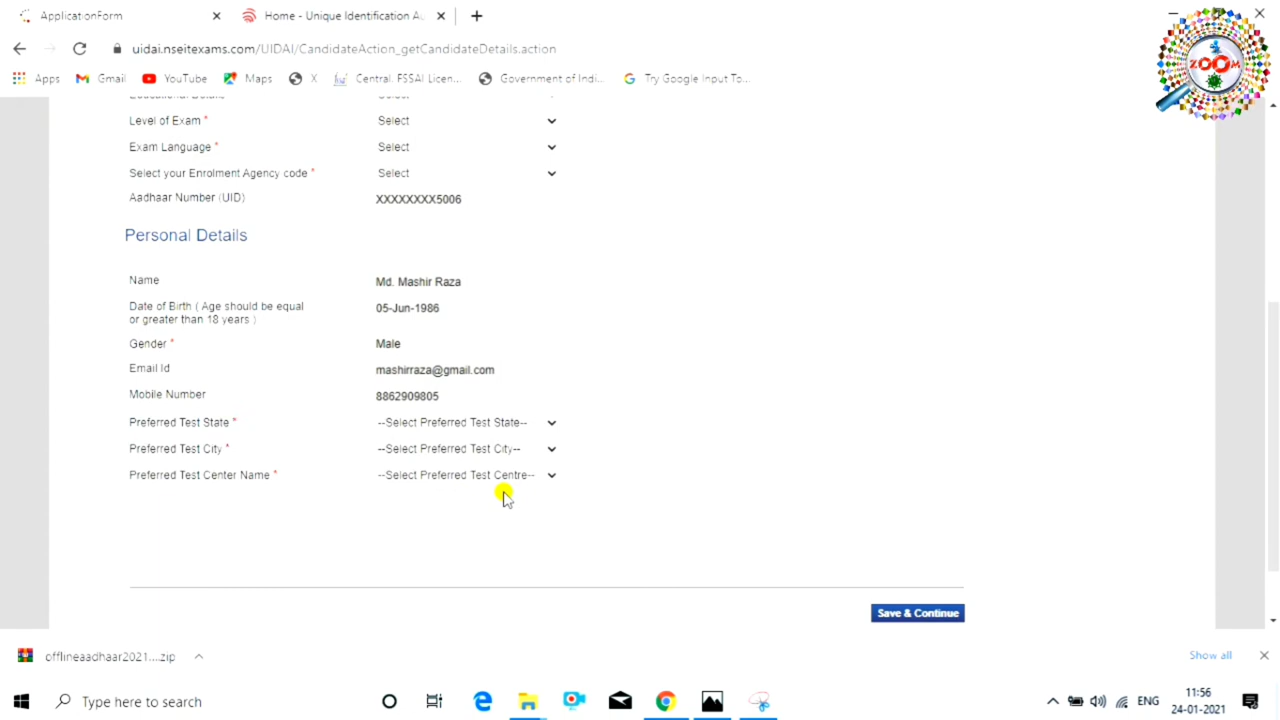 ApplicationForm
Home - Unique Identification Au
uidai.nseitexams.com/UIDAI/CandidateAction_getCandidateDetails.action
Apps Gmail YouTube Maps X Central. FSSAI Licen... Government of Indi... Try Google Input To...
ZOOM
Educational Details Select
Level of Exam * Select
Exam Language * Select
Select your Enrolment Agency code * Select
Aadhaar Number (UID) XXXXXXXX5006
Personal Details
Name Md. Mashir Raza
Date of Birth ( Age should be equal
or greater than 18 years ) 05-Jun-1986
Gender * Male
Email Id mashirraza@gmail.com
Mobile Number 8862909805
Preferred Test State * --Select Preferred Test State--
Preferred Test City * --Select Preferred Test City--
Preferred Test Center Name * --Select Preferred Test Centre--
Save & Continue
offlineaadhaar2021....zip Show all
Type here to search ENG 11:56
24-01-2021